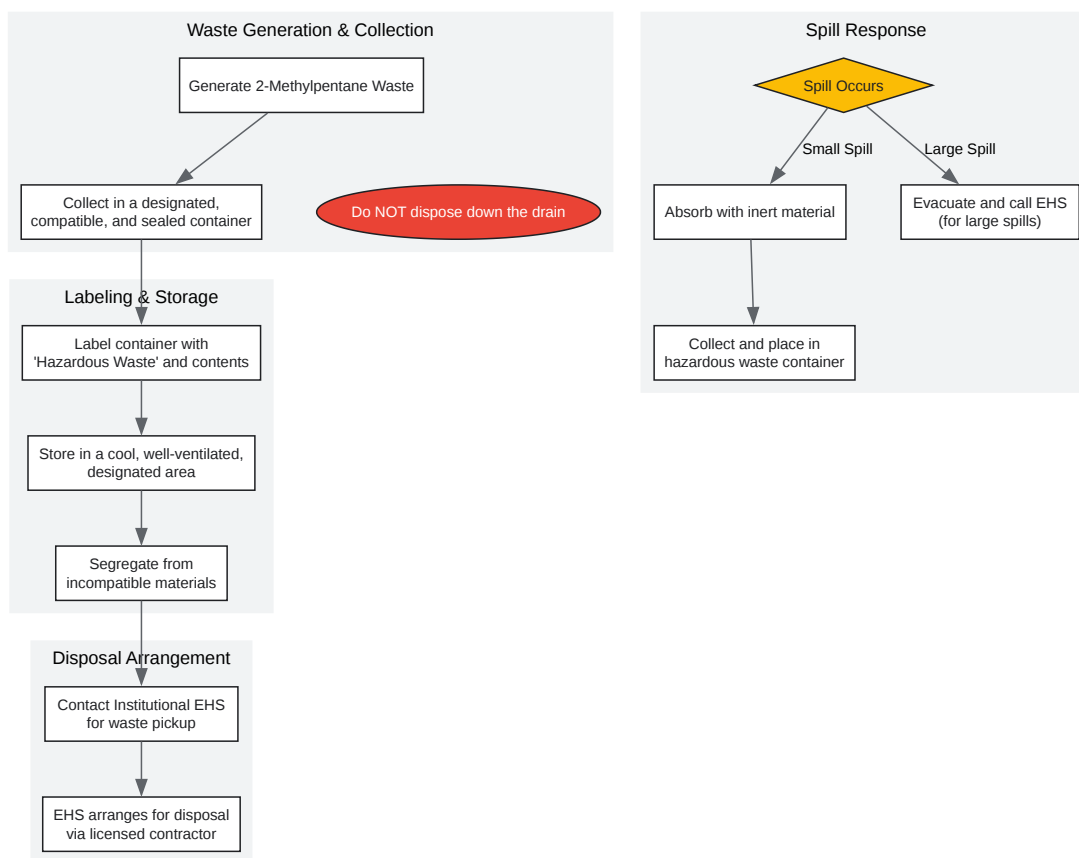 Waste Generation & Collection
Generate 2-Methylpentane Waste
Collect in a designated,
compatible, and sealed container
Do NOT dispose down the drain
Labeling & Storage
Label container with
'Hazardous Waste' and contents
Store in a cool, well-ventilated,
designated area
Segregate from
incompatible materials
Disposal Arrangement
Contact Institutional EHS
for waste pickup
EHS arranges for disposal
via licensed contractor
Spill Response
Spill Occurs
Small Spill
Large Spill
Absorb with inert material
Evacuate and call EHS
(for large spills)
Collect and place in
hazardous waste container